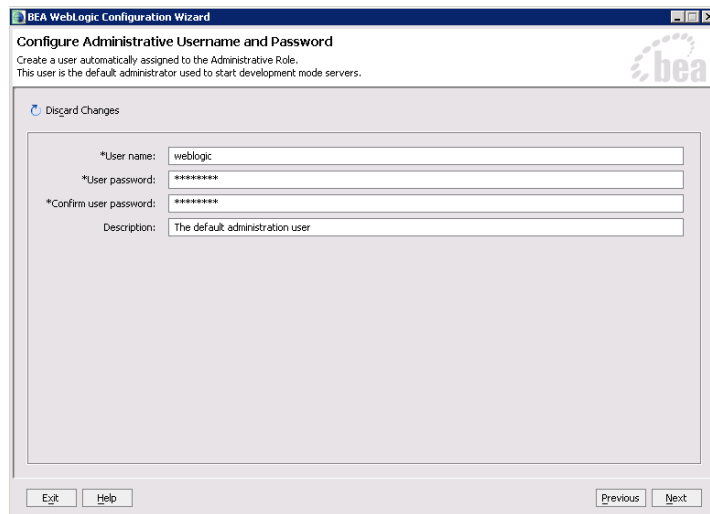 BEA WebLogic Configuration Wizard
Configure Administrative Username and Password
Create a user automatically assigned to the Administrative Role.
This user is the default administrator used to start development mode servers.
bea
Discard Changes
*User name: weblogic
*User password: ********
*Confirm user password: ********
Description: The default administration user
Exit Help Previous Next